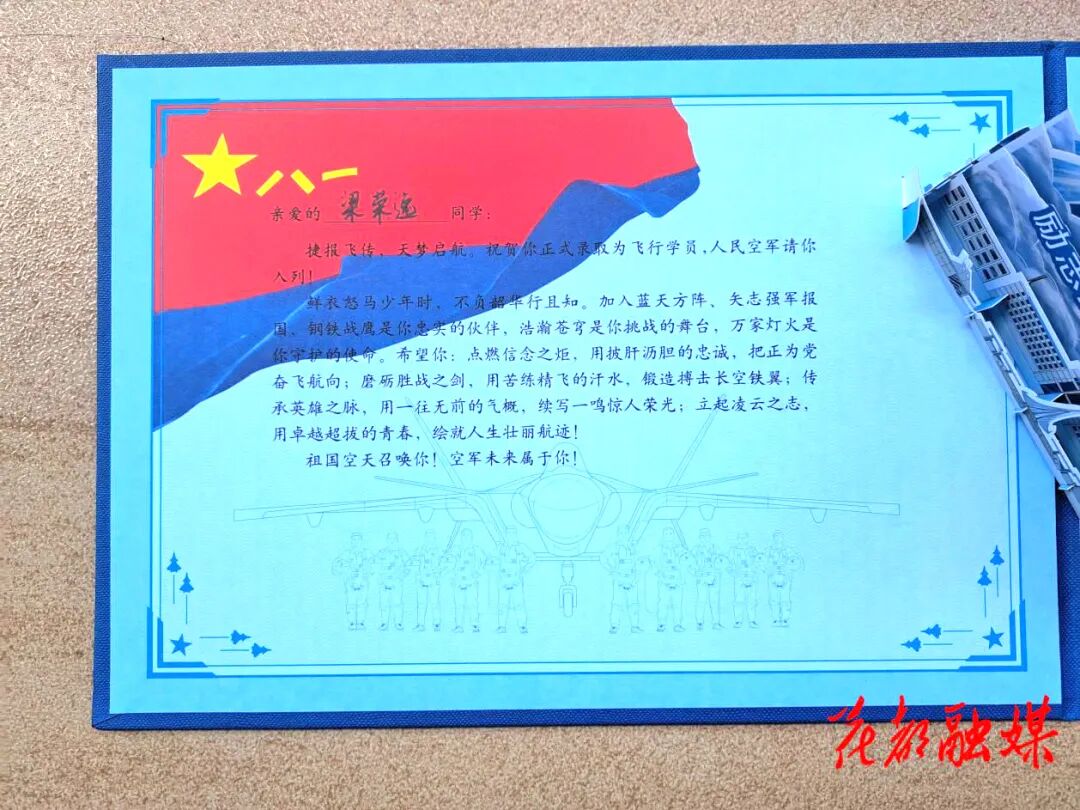 八一
亲爱的 梁荣逸 同学：
捷报飞传，天梦启航。祝贺你正式录取为飞行学员，人民空军请你
入列！
鲜衣怒马少年时，不负韶华行且知。加入蓝天方阵、矢志强军报
国，钢铁战鹰是你忠实的伙伴，浩瀚苍穹是你挑战的舞台，万家灯火是
你守护的使命。希望你：点燃信念之炬，用披肝沥胆的忠诚，把正为党
奋飞航向；磨砺胜战之剑，用苦练精飞的汗水，锻造搏击长空铁翼；传
承英雄之脉，用一往无前的气概，续写一鸣惊人荣光；立起凌云之志，
用卓越超拔的青春，绘就人生壮丽航迹！
祖国空天召唤你！空军未来属于你！
励志
花都融媒